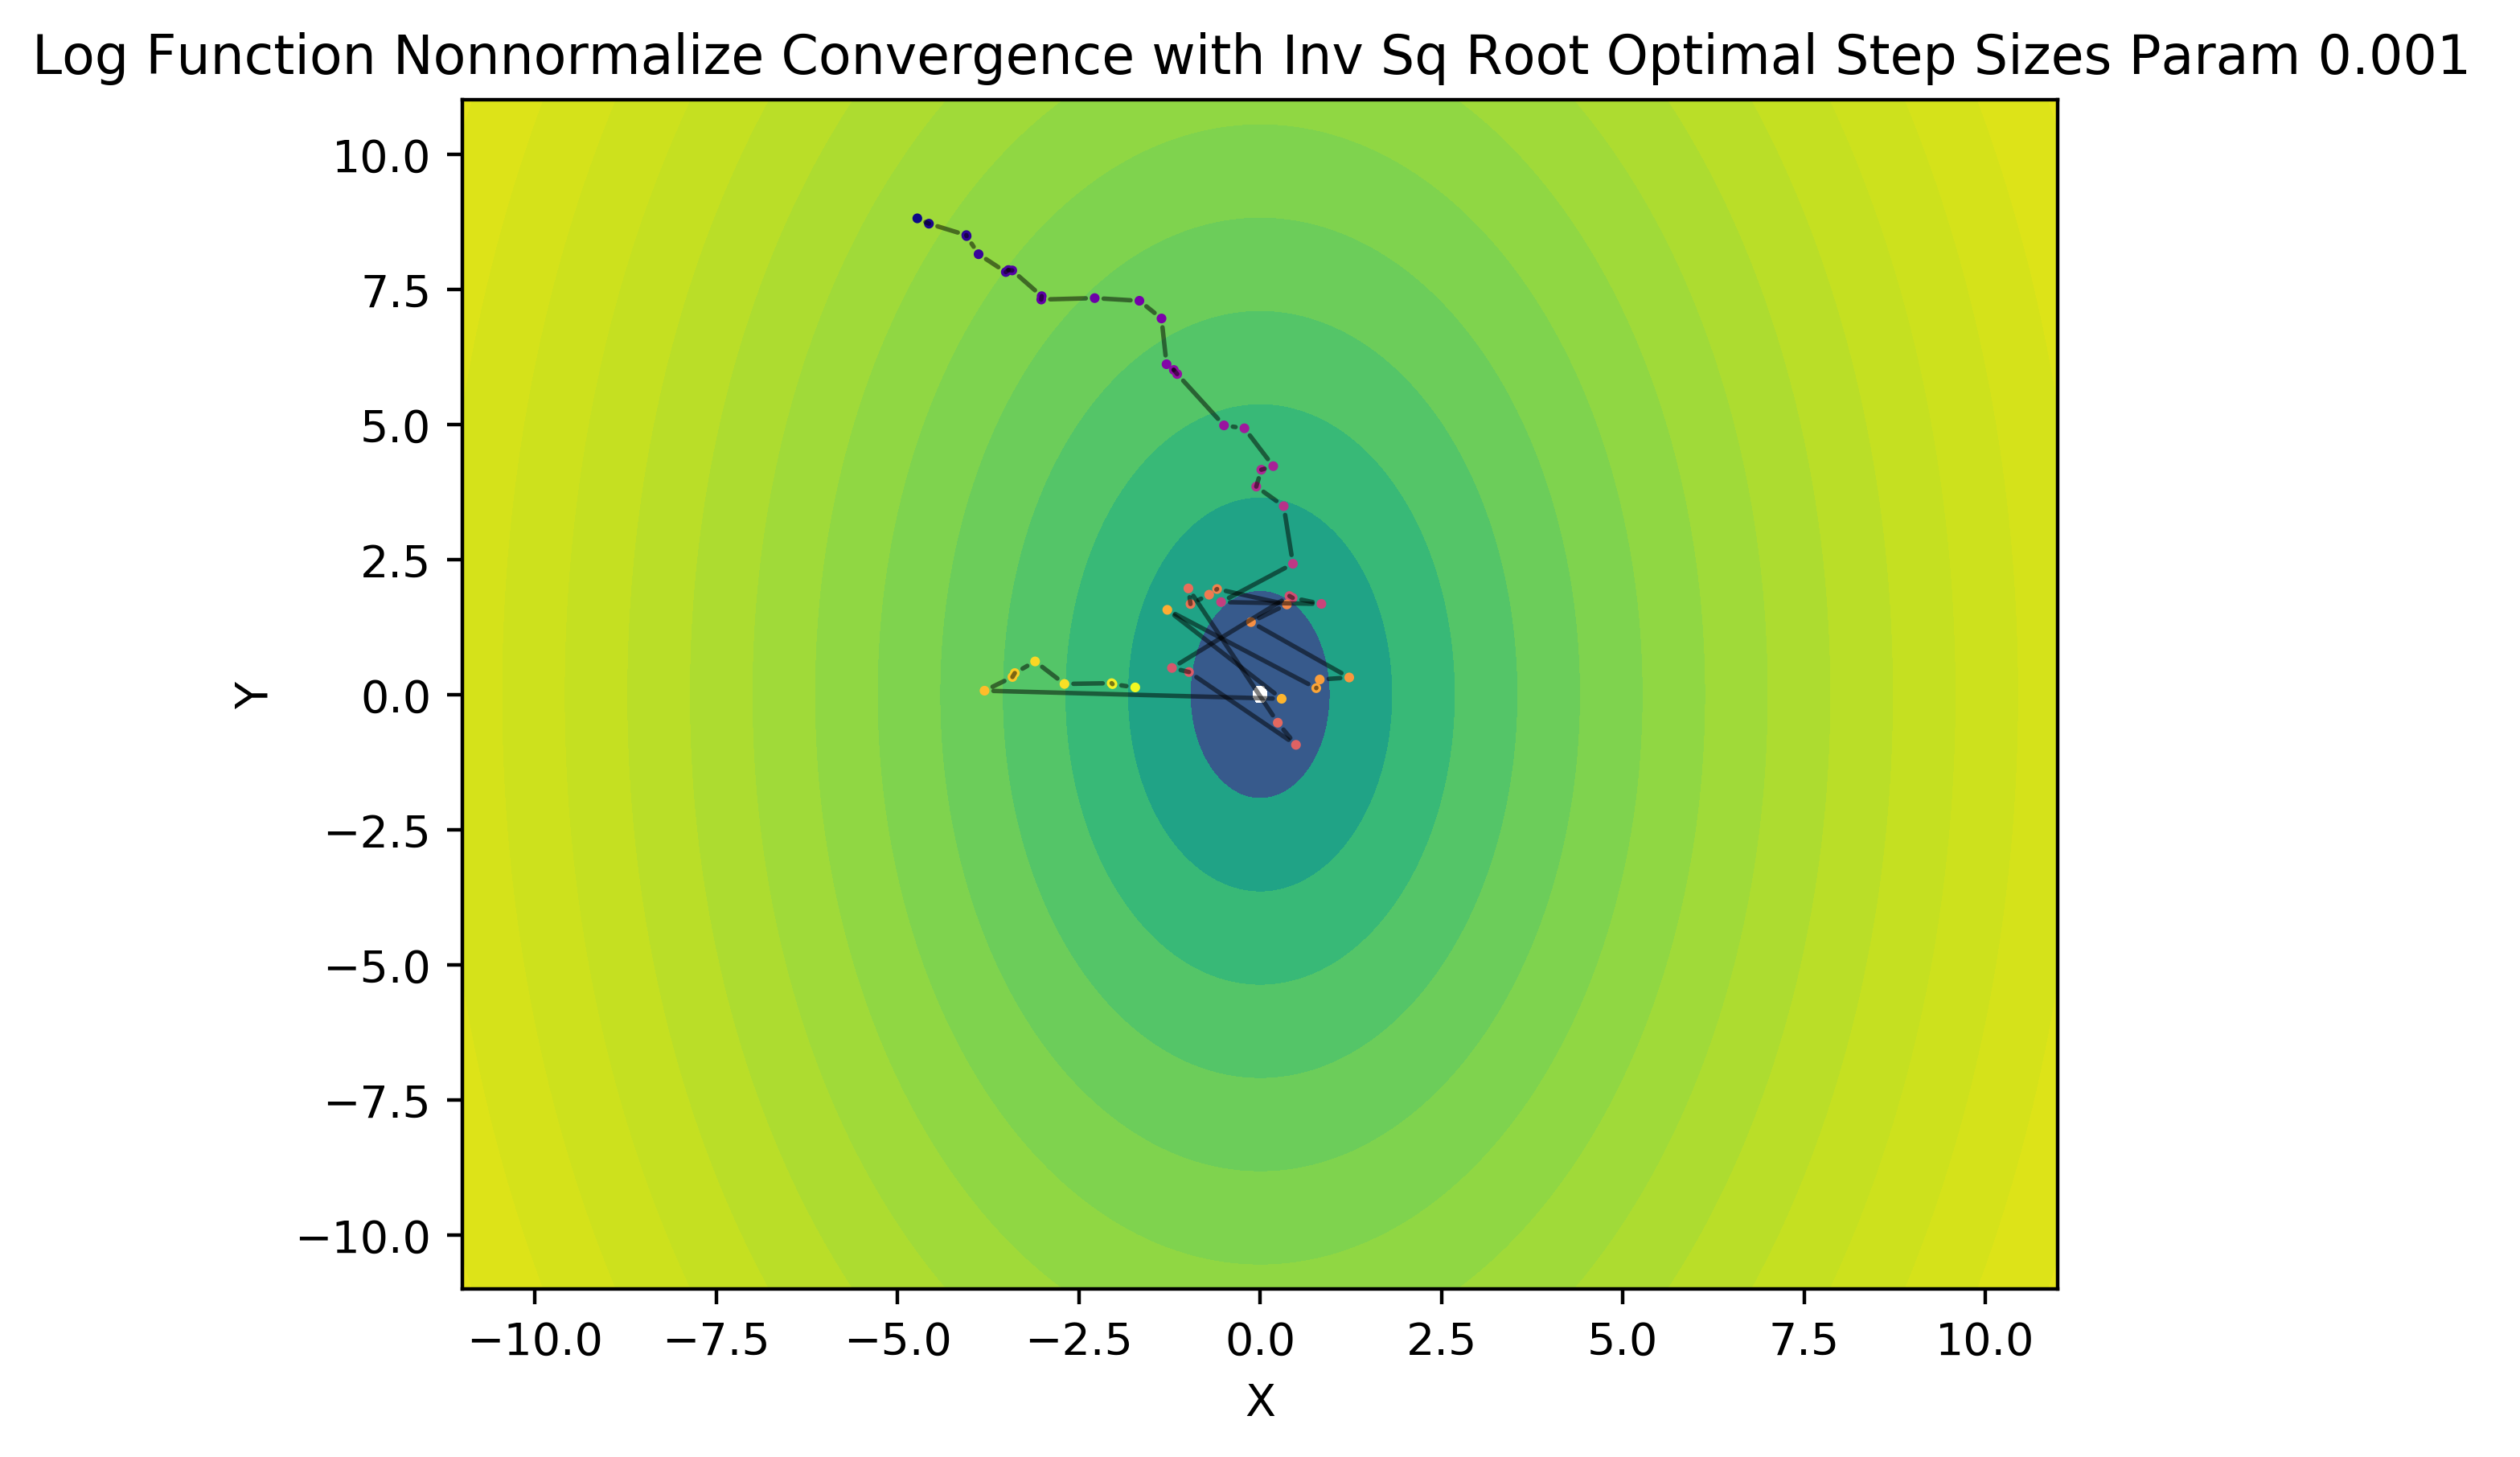 Log Function Nonnormalize Convergence with Inv Sq Root Optimal Step Sizes Param 0.001
10.0
7.5
5.0
2.5
0.0
−2.5
−5.0
−7.5
−10.0
Y
−10.0 −7.5 −5.0 −2.5 0.0 2.5 5.0 7.5 10.0
X